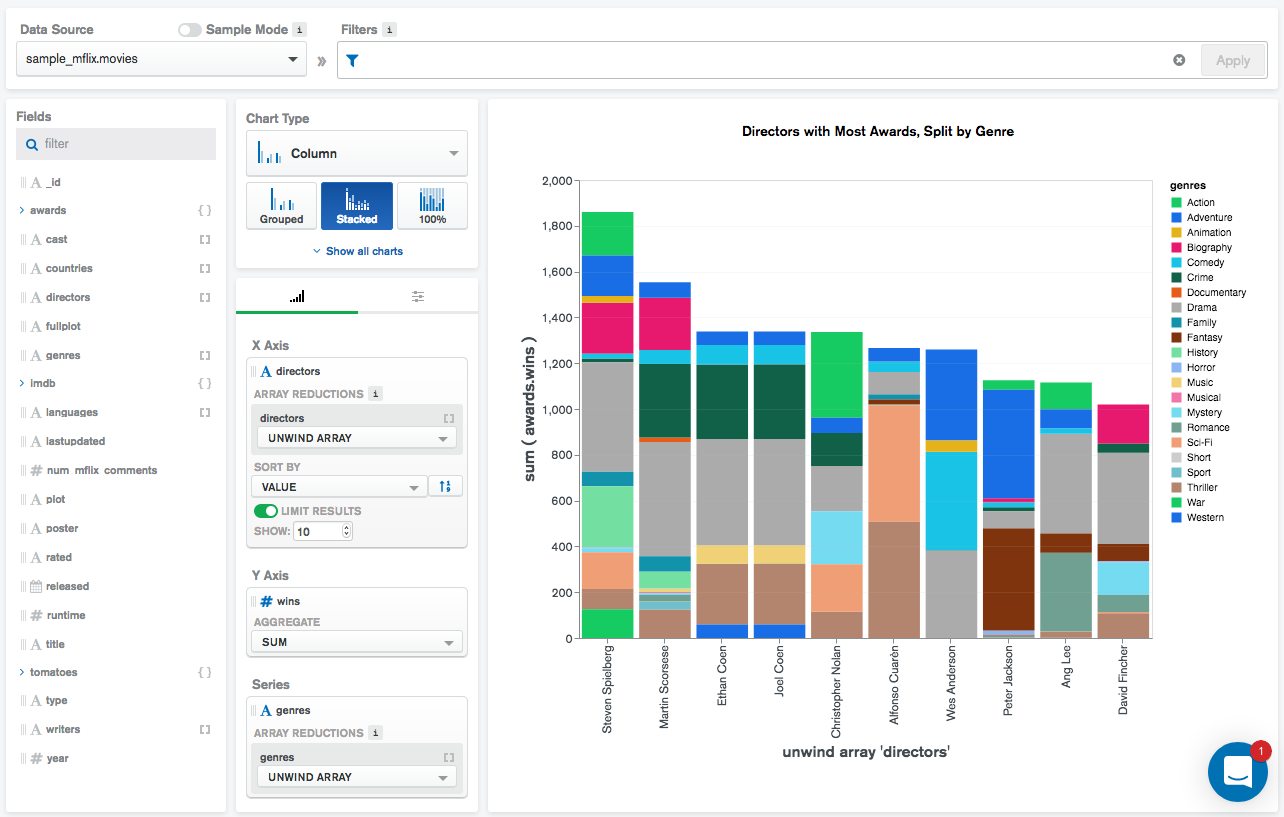 Data Source
Sample Mode i
Filters i
sample_mflix.movies
»
Apply
Fields
filter
A _id
awards { }
A cast [ ]
A countries [ ]
A directors [ ]
A fullplot
A genres [ ]
imdb { }
A languages [ ]
A lastupdated
# num_mflix_comments
A plot
A poster
A rated
released
# runtime
A title
tomatoes { }
A type
A writers [ ]
# year
Chart Type
Column
Grouped
Stacked
100%
Show all charts
X Axis
A directors
ARRAY REDUCTIONS i
directors [ ]
UNWIND ARRAY
SORT BY
VALUE
LIMIT RESULTS
SHOW: 10
Y Axis
# wins
AGGREGATE
SUM
Series
A genres
ARRAY REDUCTIONS i
genres [ ]
UNWIND ARRAY
Directors with Most Awards, Split by Genre
sum ( awards.wins )
2,000
1,800
1,600
1,400
1,200
1,000
800
600
400
200
0
Steven Spielberg
Martin Scorsese
Ethan Coen
Joel Coen
Christopher Nolan
Alfonso Cuarèn
Wes Anderson
Peter Jackson
Ang Lee
David Fincher
unwind array 'directors'
genres
Action
Adventure
Animation
Biography
Comedy
Crime
Documentary
Drama
Family
Fantasy
History
Horror
Music
Musical
Mystery
Romance
Sci-Fi
Short
Sport
Thriller
War
Western
1